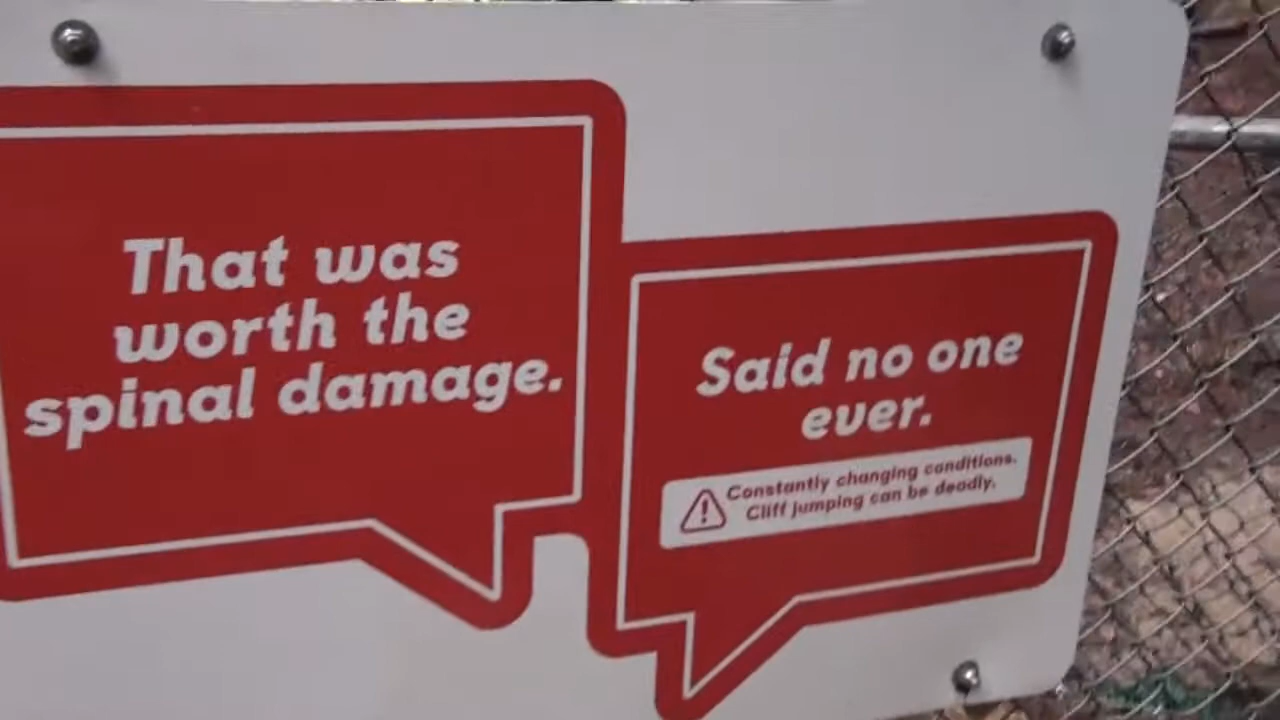 That was
worth the
spinal damage.
Said no one
ever.
Constantly changing conditions.
Cliff jumping can be deadly.